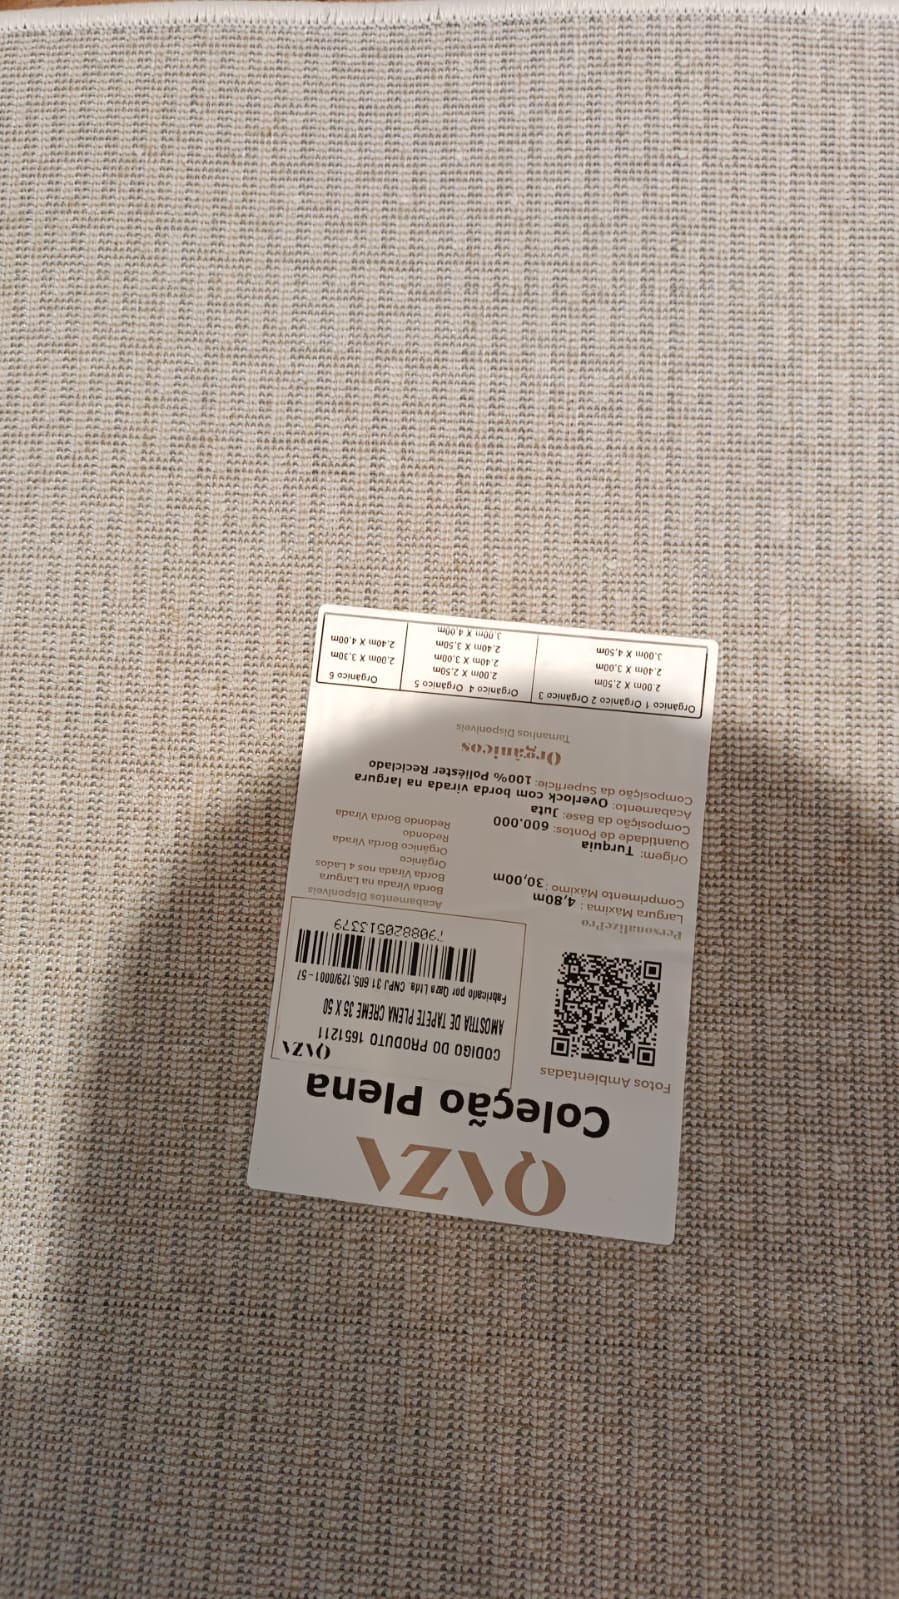 QAZA
Coleção Plena
Fotos Ambientadas
QAZA
CODIGO DO PRODUTO 1651211
AMOSTRA DE TAPETE PLENA CREME 35 X 50
Fabricado por Qaza Ltda. CNPJ 31.605.129/0001-57
7908820513379
PersonalizePro
Largura Máxima : 4,80m
Comprimento Máximo : 30,00m
Origem: Turquia
Quantidade de Pontos: 600.000
Composição da Base: Juta
Acabamento: Overlock com borda virada na largura
Composição da Superfície: 100% Poliéster Reciclado
Acabamentos Disponíveis
Borda Virada na Largura
Borda Virada nos 4 Lados
Orgânico
Orgânico Borda Virada
Redondo
Redondo Borda Virada
Orgânicos
Tamanhos Disponíveis
Orgânico 1 Orgânico 2 Orgânico 3
2.00m X 2,50m
2.40m X 3,00m
3.00m X 4,50m
Orgânico 4 Orgânico 5
2.00m X 2,50m
2.40m X 3,00m
2.40m X 3,50m
3.00m X 4,00m
Orgânico 6
2.00m X 3,30m
2.40m X 4,00m